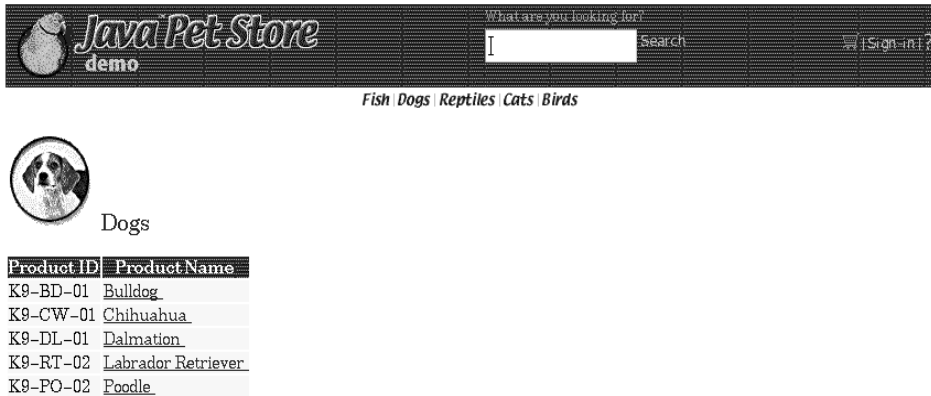 What are you looking for?
Java™ Pet Store
demo
Search
| Sign-in | ?
Fish | Dogs | Reptiles | Cats | Birds
Dogs
Product ID Product Name
K9-BD-01 Bulldog
K9-CW-01 Chihuahua
K9-DL-01 Dalmation
K9-RT-02 Labrador Retriever
K9-PO-02 Poodle